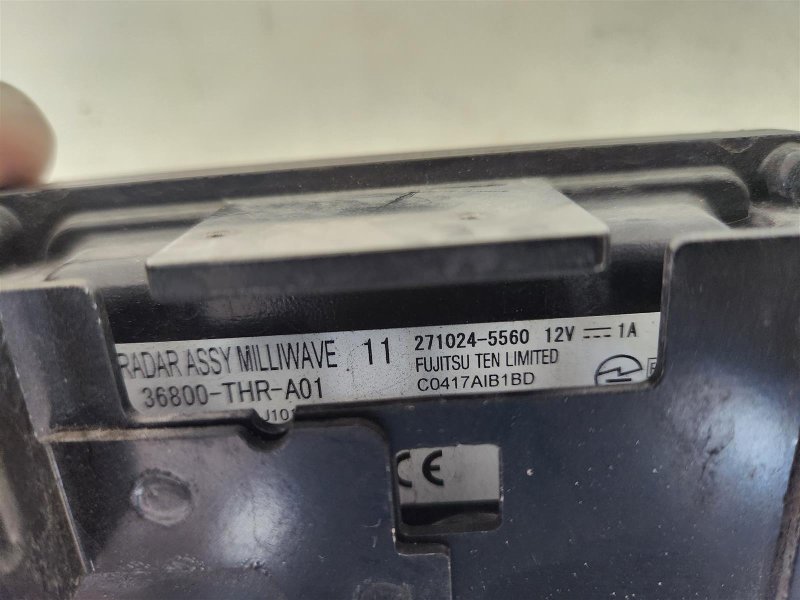 RADAR ASSY MILLIWAVE 11 271024-5560 12V ⎓ 1A
36800-THR-A01 FUJITSU TEN LIMITED
C0417AIB1BD
CE